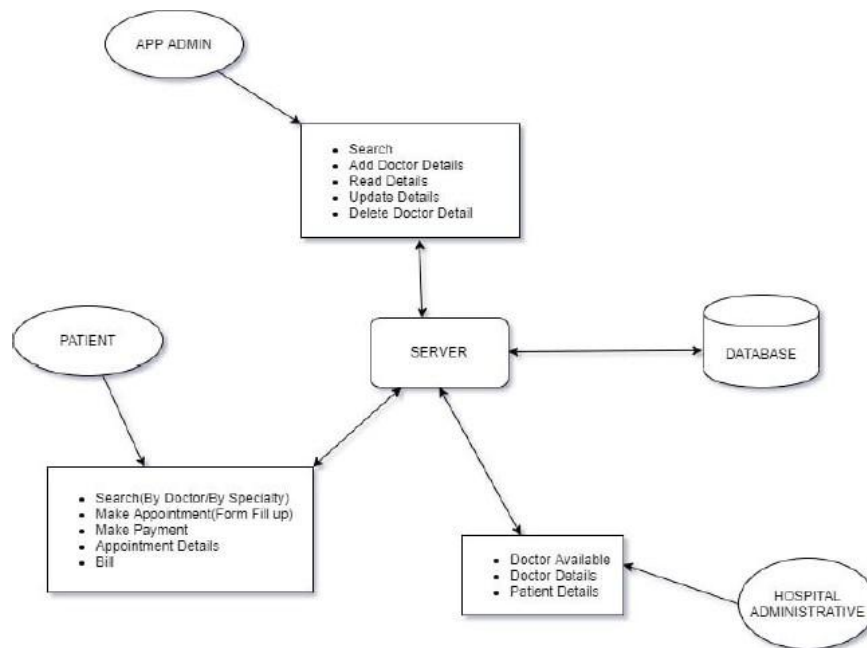 APP ADMIN
Search
Add Doctor Details
Read Details
Update Details
Delete Doctor Detail
PATIENT
SERVER
DATABASE
Search(By Doctor/By Specialty)
Make Appointment(Form Fill up)
Make Payment
Appointment Details
Bill
Doctor Available
Doctor Details
Patient Details
HOSPITAL
ADMINISTRATIVE